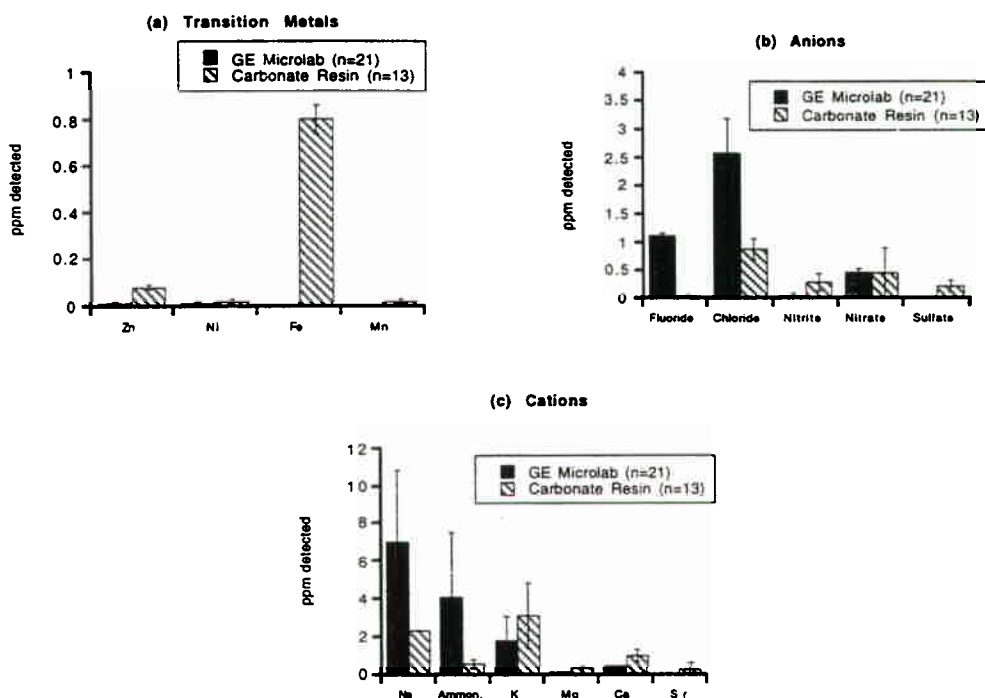 (a) Transition Metals
GE Microlab (n=21)
Carbonate Resin (n=13)
1
0.8
0.6
0.4
0.2
0
ppm detected
Zn Ni Fe Mn
(b) Anions
GE Microlab (n=21)
Carbonate Resin (n=13)
4
3.5
3
2.5
2
1.5
1
0.5
0
ppm detected
Fluoride Chloride Nitrite Nitrate Sulfate
(c) Cations
GE Microlab (n=21)
Carbonate Resin (n=13)
12
10
8
6
4
2
0
ppm detected
Na Ammon. K Mg Ca Sr